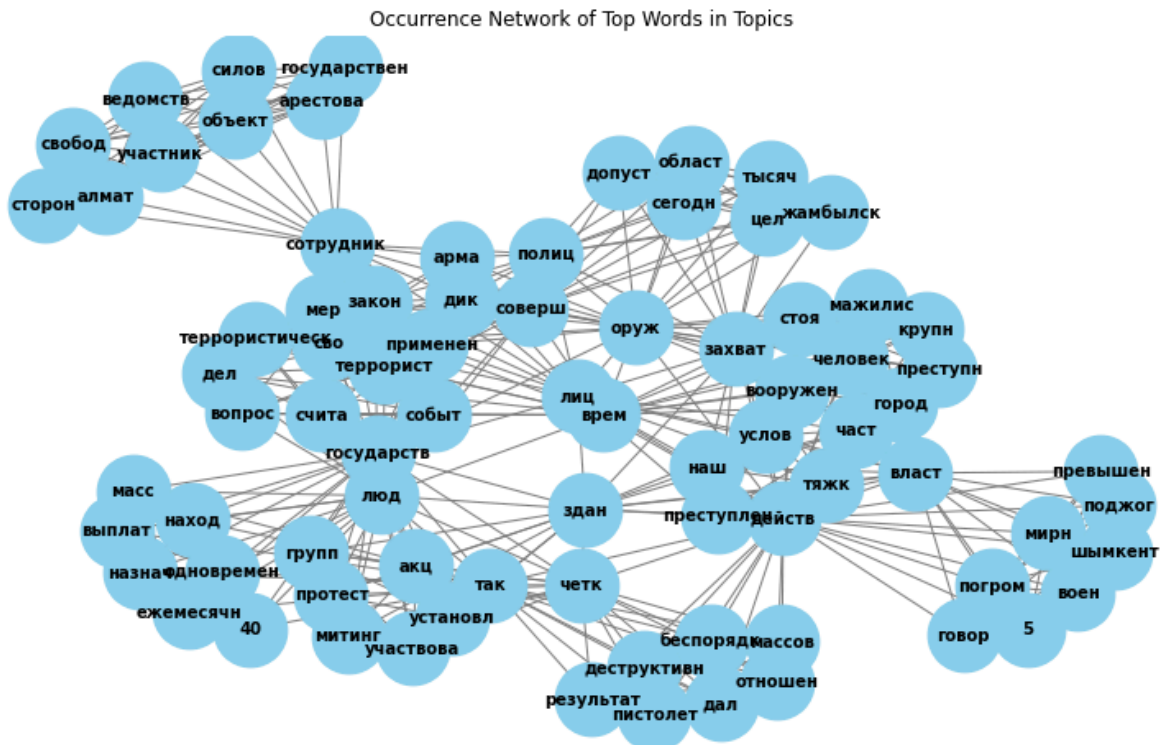 Occurrence Network of Top Words in Topics
силов
государствен
ведомств
арестова
объект
свобод
участник
сторон
алмат
сотрудник
допуст
област
тысяч
сегодн
цел
жамбылск
арма
полиц
мер
закон
дик
соверш
оруж
террористическ
сво
применен
террорист
захват
стоя
мажилис
крупн
человек
преступн
дел
вопрос
счита
событ
лиц
врем
вооружен
город
услов
част
государств
люд
наш
тяжк
власт
превышен
здан
преступлен
действ
поджог
масс
выплат
наход
мирн
шымкент
групп
назнач
одновремен
акц
так
четк
погром
воен
протест
ежемесячн
40
установл
митинг
участвова
беспорядк
массов
говор
5
деструктивн
отношен
результат
пистолет
дал